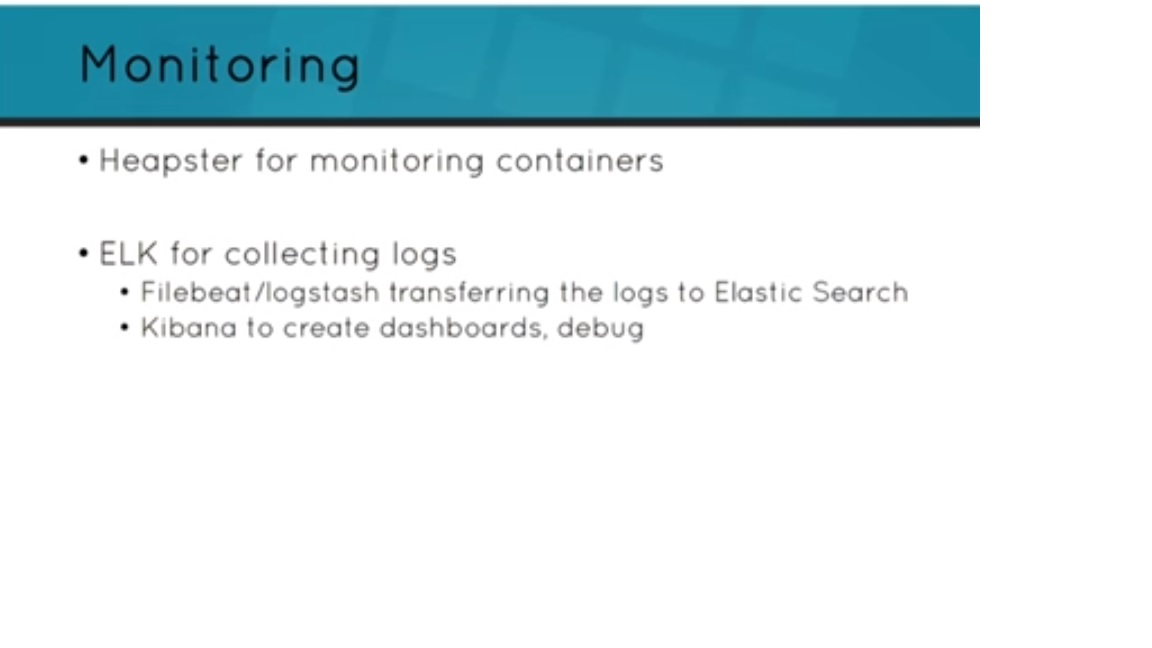 Monitoring
• Heapster for monitoring containers
• ELK for collecting logs
• Filebeat/logstash transferring the logs to Elastic Search
• Kibana to create dashboards, debug